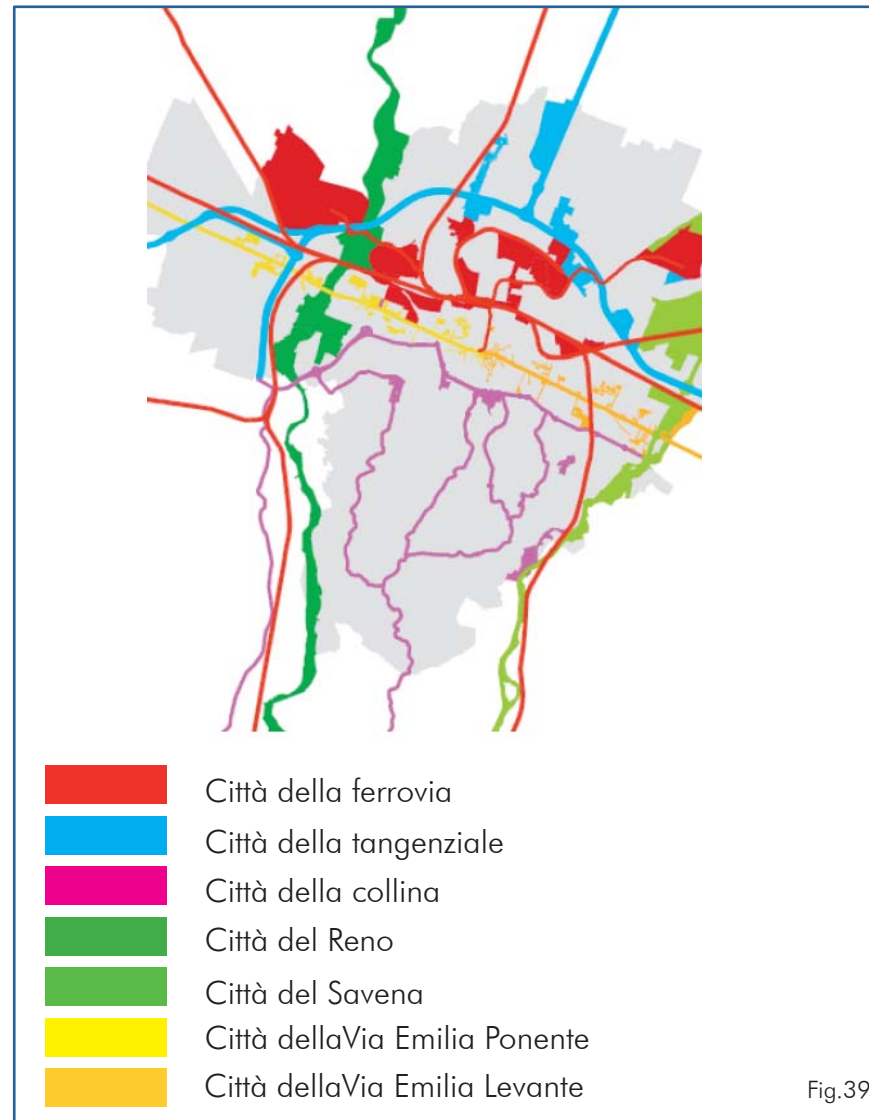 Città della ferrovia
Città della tangenziale
Città della collina
Città del Reno
Città del Savena
Città dellaVia Emilia Ponente
Città dellaVia Emilia Levante
Fig.39